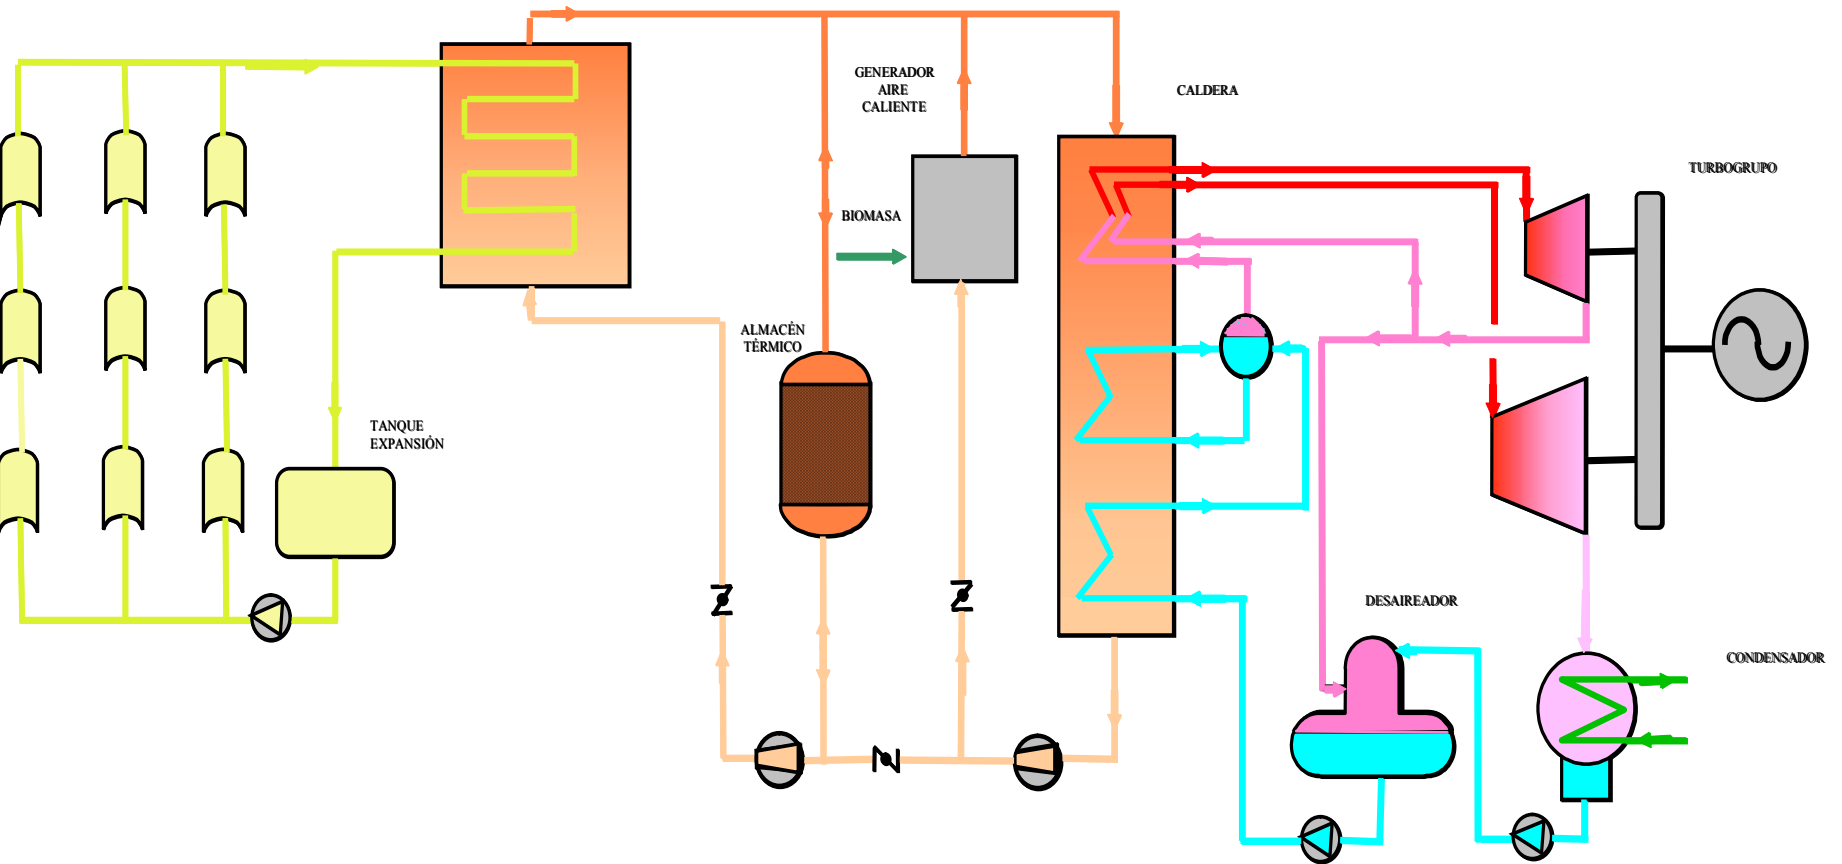 GENERADOR
AIRE
CALIENTE
CALDERA
TURBOGRUPO
BIOMASA
ALMACÉN
TÉRMICO
TANQUE
EXPANSIÓN
DESAIREADOR
CONDENSADOR